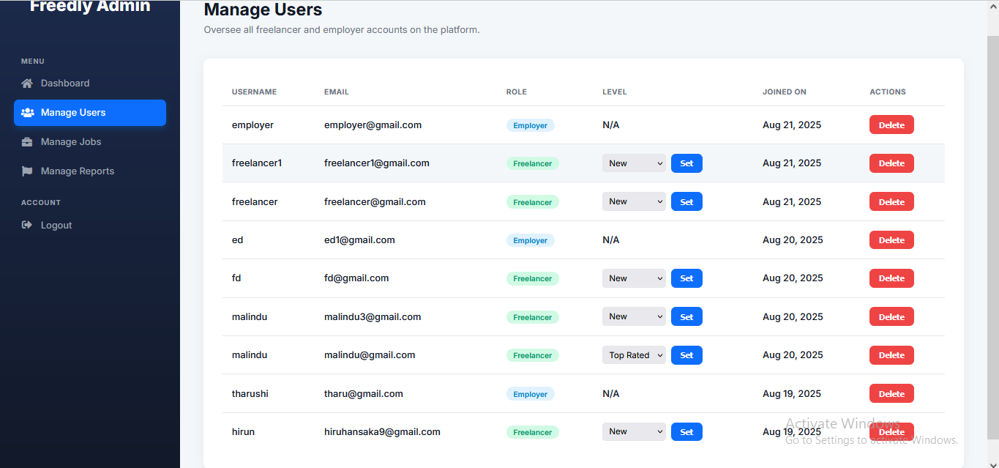 Freedly Admin
MENU
Dashboard
Manage Users
Manage Jobs
Manage Reports
ACCOUNT
Logout
Manage Users
Oversee all freelancer and employer accounts on the platform.
USERNAME EMAIL ROLE LEVEL JOINED ON ACTIONS
employer employer@gmail.com Employer N/A Aug 21, 2025 Delete
freelancer1 freelancer1@gmail.com Freelancer New Set Aug 21, 2025 Delete
freelancer freelancer@gmail.com Freelancer New Set Aug 21, 2025 Delete
ed ed1@gmail.com Employer N/A Aug 20, 2025 Delete
fd fd@gmail.com Freelancer New Set Aug 20, 2025 Delete
malindu malindu3@gmail.com Freelancer New Set Aug 20, 2025 Delete
malindu malindu@gmail.com Freelancer Top Rated Set Aug 20, 2025 Delete
tharushi tharu@gmail.com Employer N/A Aug 19, 2025 Delete
hirun hiruhansaka9@gmail.com Freelancer New Set Aug 19, 2025 Delete
Activate Windows
Go to Settings to activate Windows.